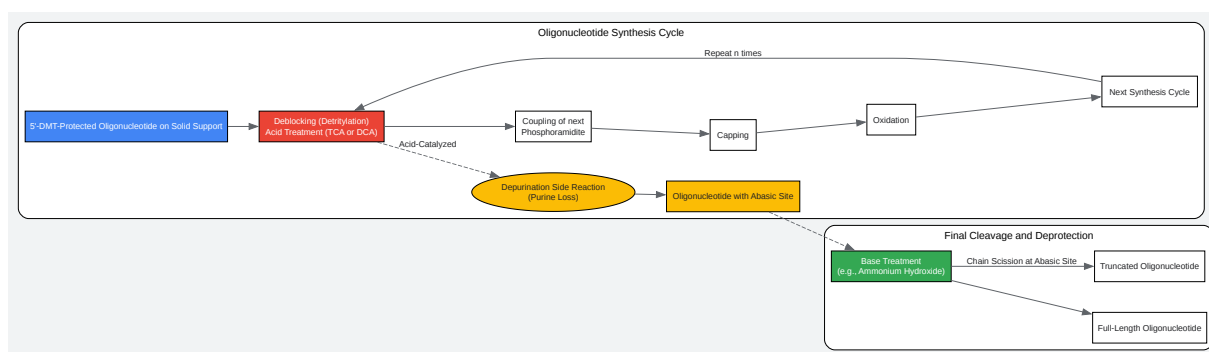 Oligonucleotide Synthesis Cycle
Repeat n times
5'-DMT-Protected Oligonucleotide on Solid Support
Deblocking (Detritylation)
Acid Treatment (TCA or DCA)
Coupling of next
Phosphoramidite
Capping
Oxidation
Next Synthesis Cycle
Acid-Catalyzed
Depurination Side Reaction
(Purine Loss)
Oligonucleotide with Abasic Site
Final Cleavage and Deprotection
Base Treatment
(e.g., Ammonium Hydroxide)
Chain Scission at Abasic Site
Truncated Oligonucleotide
Full-Length Oligonucleotide